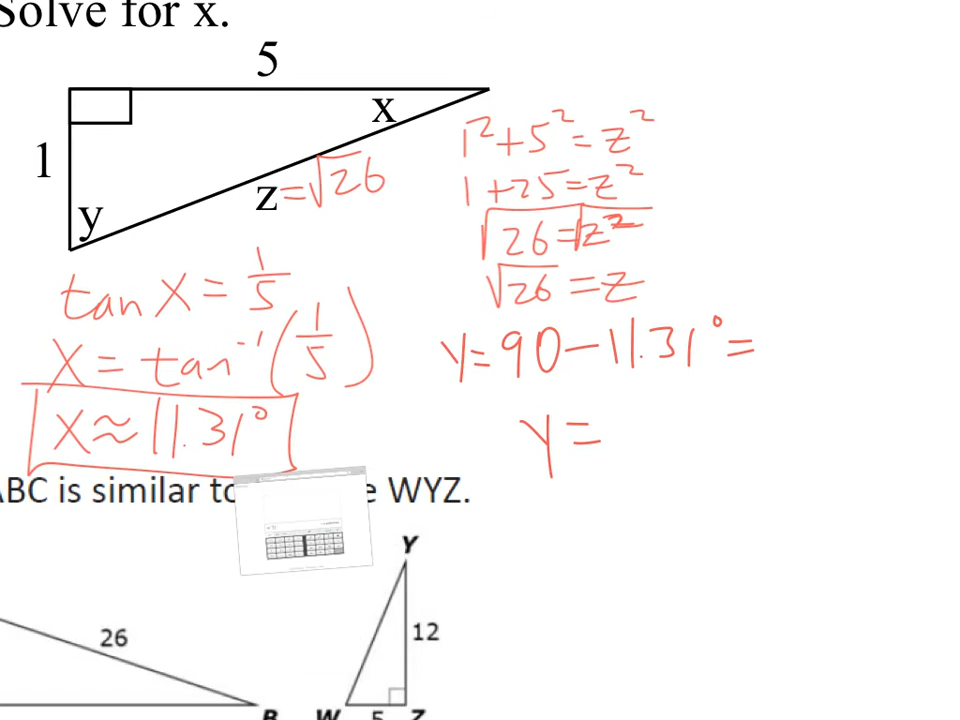 Solve for x.
5
x
1
z=√26
y
1² + 5² = z²
1 + 25 = z²
√26 = √z²
√26 = z
tan x = 1/5
x = tan⁻¹(1/5)
x ≈ 11.31°
y = 90 − 11.31° =
y =
ABC is similar to WYZ.
Y
26
12
B
W
5
Z